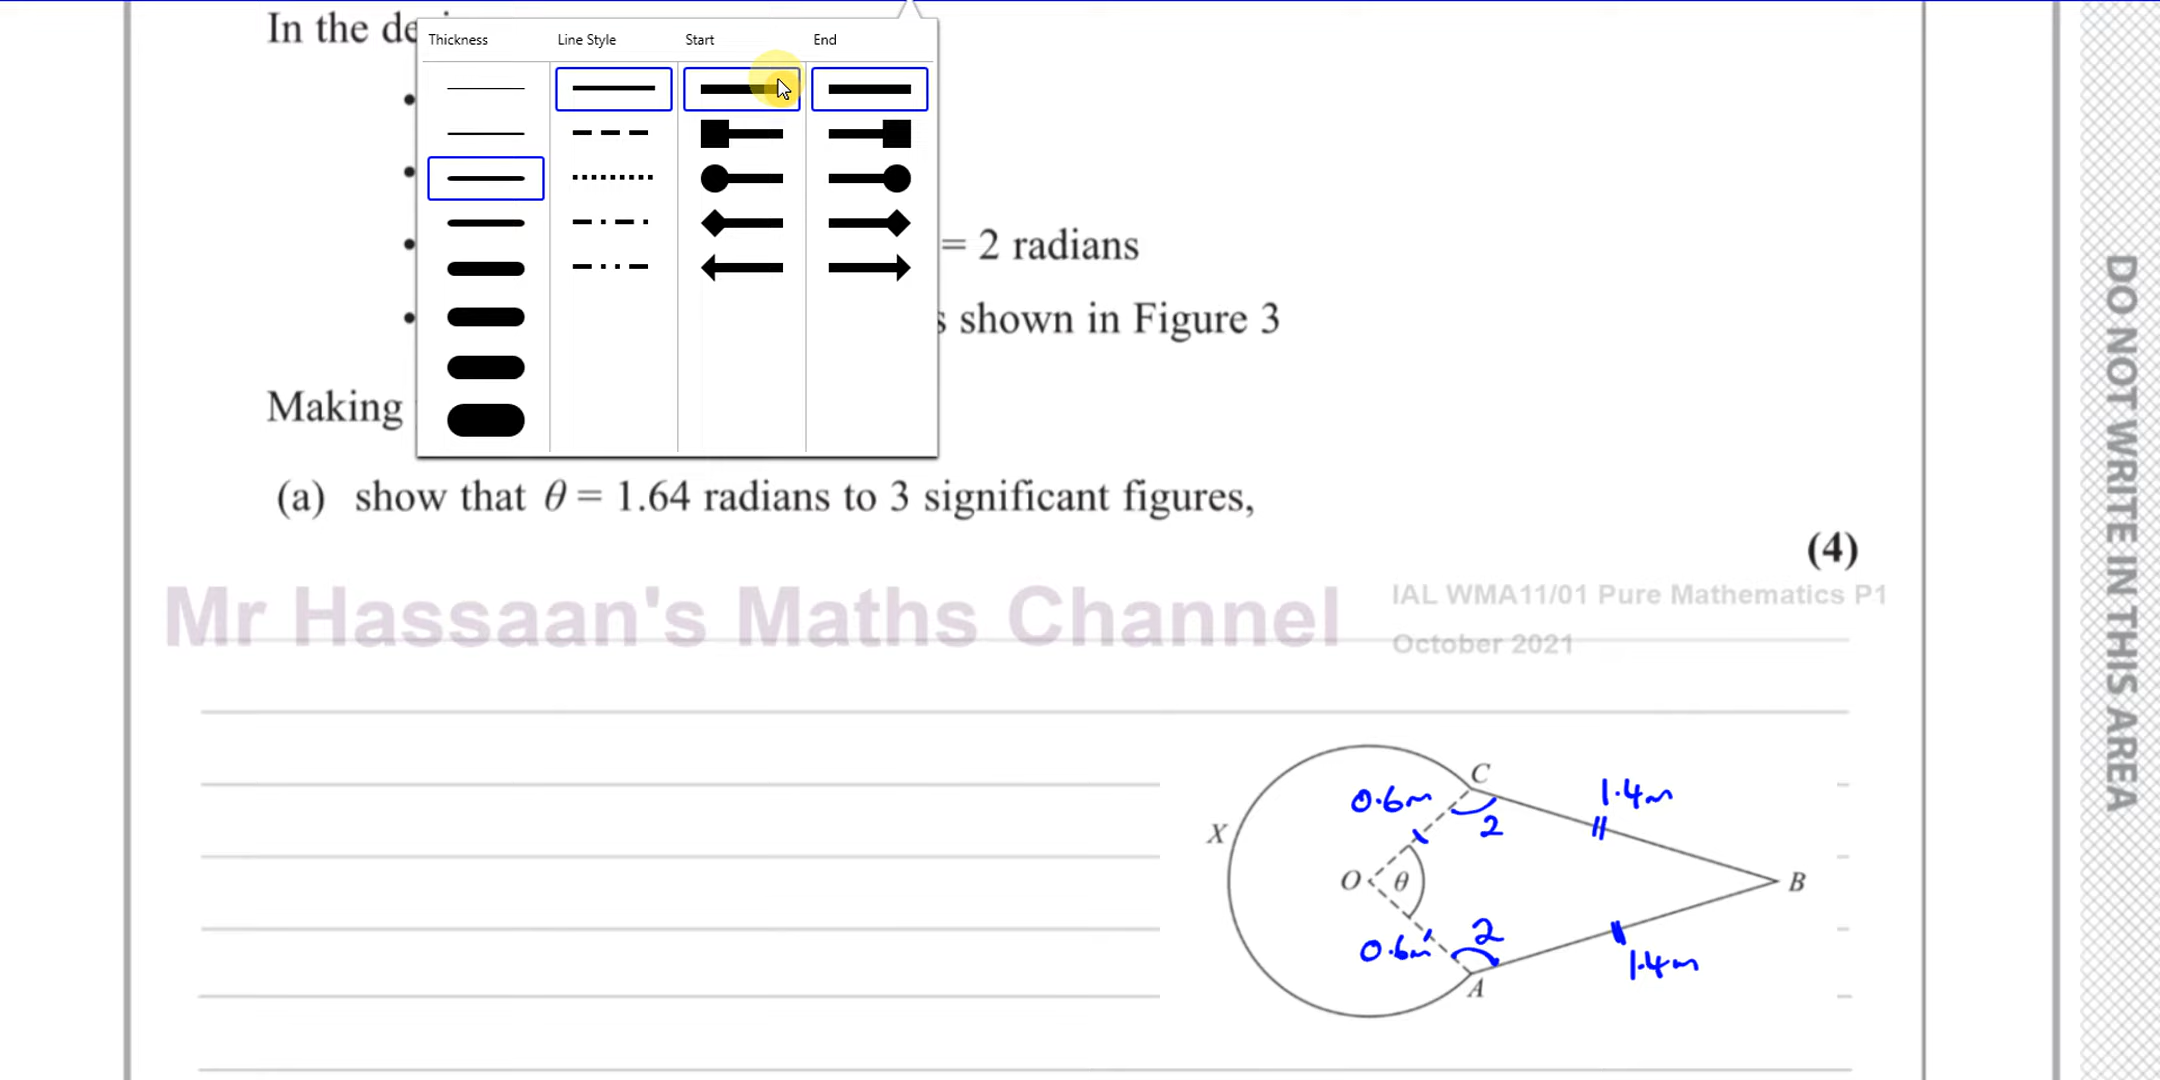 In the de
Thickness Line Style Start End
= 2 radians
s shown in Figure 3
Making
(a) show that θ = 1.64 radians to 3 significant figures,
(4)
Mr Hassaan's Maths Channel
IAL WMA11/01 Pure Mathematics P1
October 2021
DO NOT WRITE IN THIS AREA
C
0.6m
1.4m
2
X
O
θ
B
2
0.6m
1.4m
A